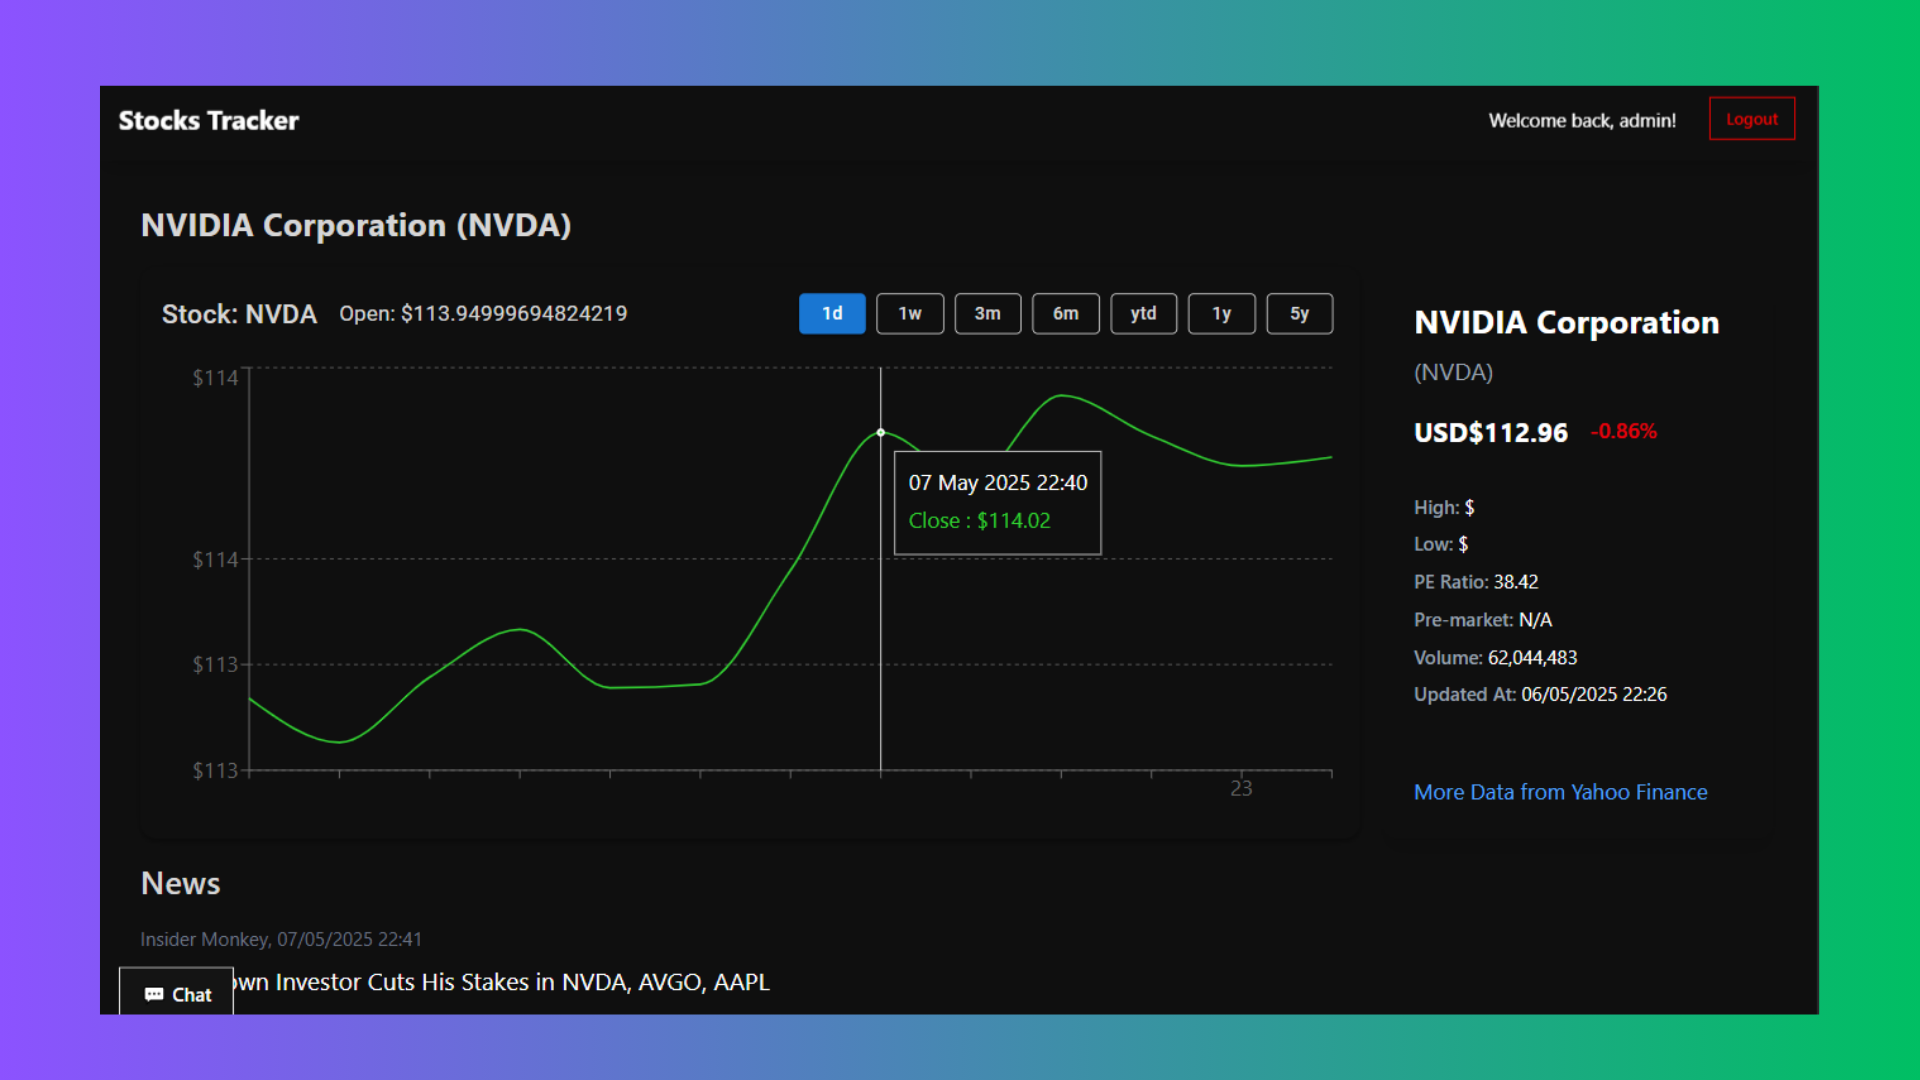 Stocks Tracker
Welcome back, admin!
Logout
NVIDIA Corporation (NVDA)
Stock: NVDA
Open: $113.94999694824219
1d
1w
3m
6m
ytd
1y
5y
$114
$114
$113
$113
07 May 2025 22:40
Close : $114.02
23
NVIDIA Corporation
(NVDA)
USD$112.96 -0.86%
High: $
Low: $
PE Ratio: 38.42
Pre-market: N/A
Volume: 62,044,483
Updated At: 06/05/2025 22:26
More Data from Yahoo Finance
News
Insider Monkey, 07/05/2025 22:41
Investor Cuts His Stakes in NVDA, AVGO, AAPL
Chat